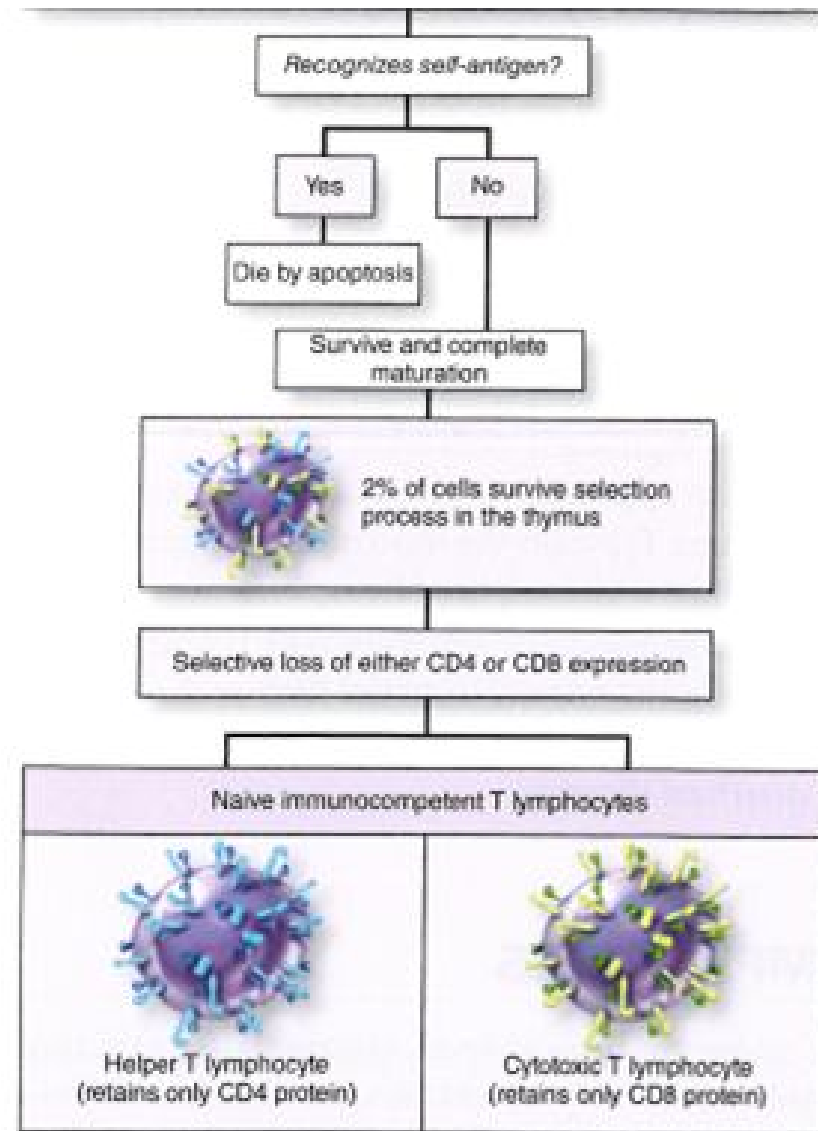 Recognizes self-antigen?
Yes
No
Die by apoptosis
Survive and complete
maturation
2% of cells survive selection
process in the thymus
Selective loss of either CD4 or CD8 expression
Naive immunocompetent T lymphocytes
Helper T lymphocyte
(retains only CD4 protein)
Cytotoxic T lymphocyte
(retains only CD8 protein)